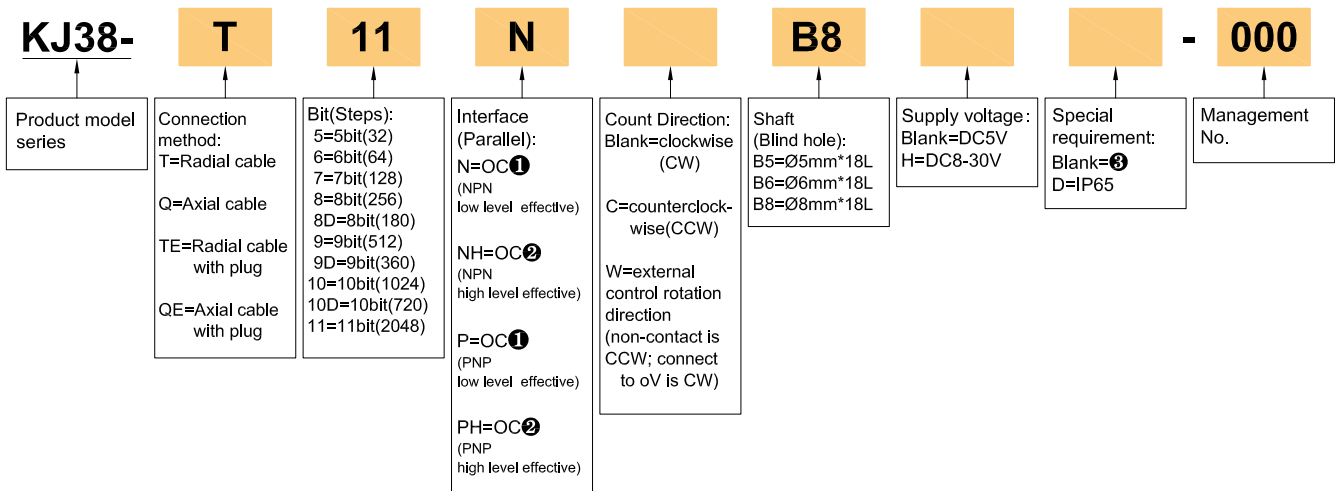 KJ38- T 11 N B8 - 000
Product model
series
Connection
method:
T=Radial cable
Q=Axial cable
TE=Radial cable
with plug
QE=Axial cable
with plug
Bit(Steps):
5=5bit(32)
6=6bit(64)
7=7bit(128)
8=8bit(256)
8D=8bit(180)
9=9bit(512)
9D=9bit(360)
10=10bit(1024)
10D=10bit(720)
11=11bit(2048)
Interface
(Parallel):
N=OC❶
(NPN
low level effective)
NH=OC❷
(NPN
high level effective)
P=OC❶
(PNP
low level effective)
PH=OC❷
(PNP
high level effective)
Count Direction:
Blank=clockwise
(CW)
C=counterclock-
wise(CCW)
W=external
control rotation
direction
(non-contact is
CCW; connect
to oV is CW)
Shaft
(Blind hole):
B5=Ø5mm*18L
B6=Ø6mm*18L
B8=Ø8mm*18L
Supply voltage:
Blank=DC5V
H=DC8-30V
Special
requirement:
Blank=❸
D=IP65
Management
No.